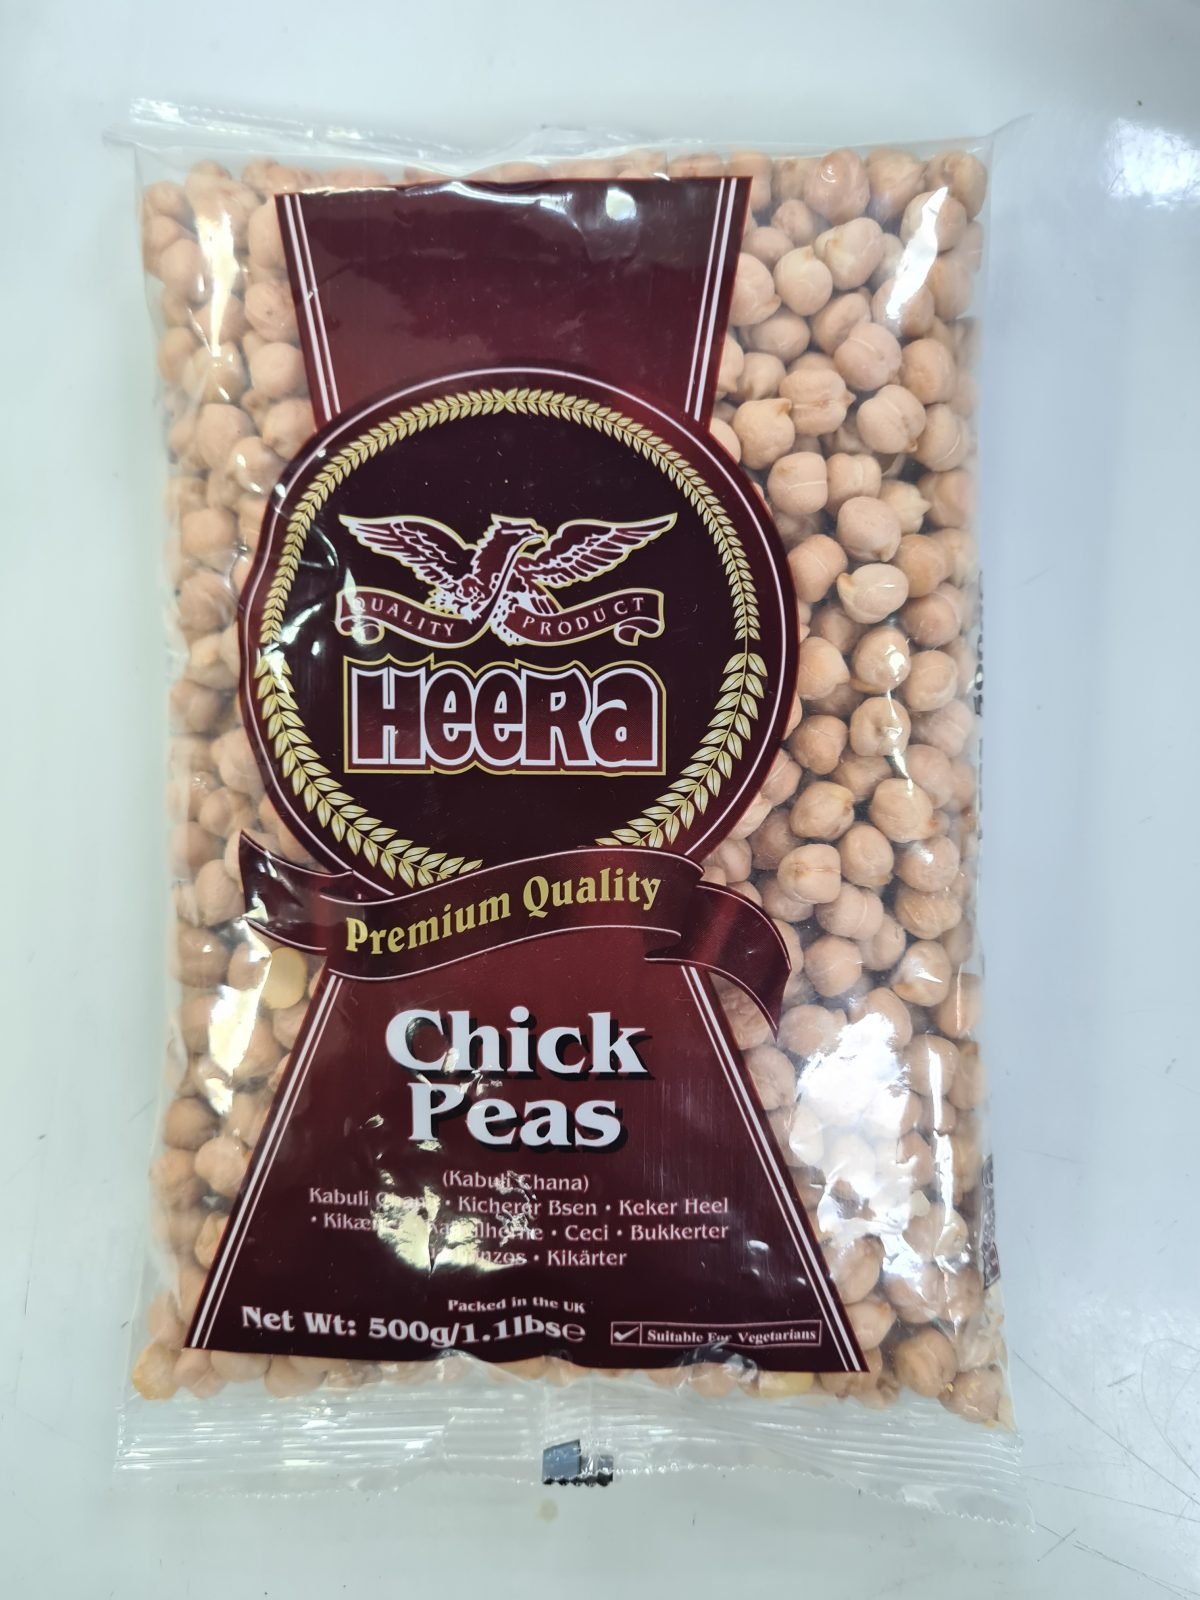 QUALITY PRODUCT
HeeRa
Premium Quality
Chick
Peas
(Kabuli Chana)
Kabuli • Kicherer Bsen • Keker Heel
• • Ceci • Bukkerter
• Kikärter
Packed in the UK
Net Wt: 500g/1.1lbs℮
Suitable For Vegetarians